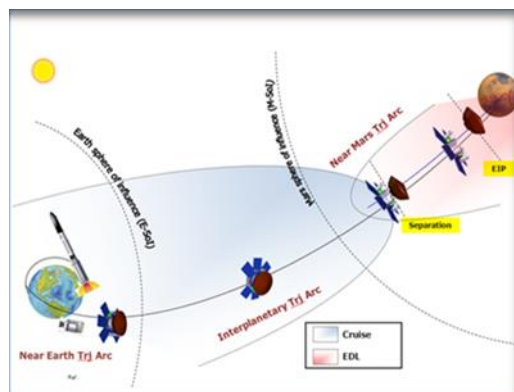 Earth sphere of influence (E-SoI)
Mars sphere of influence (M-SoI)
Near Mars Trj Arc
EIP
Separation
Interplanetary Trj Arc
Near Earth Trj Arc
Cruise
EDL